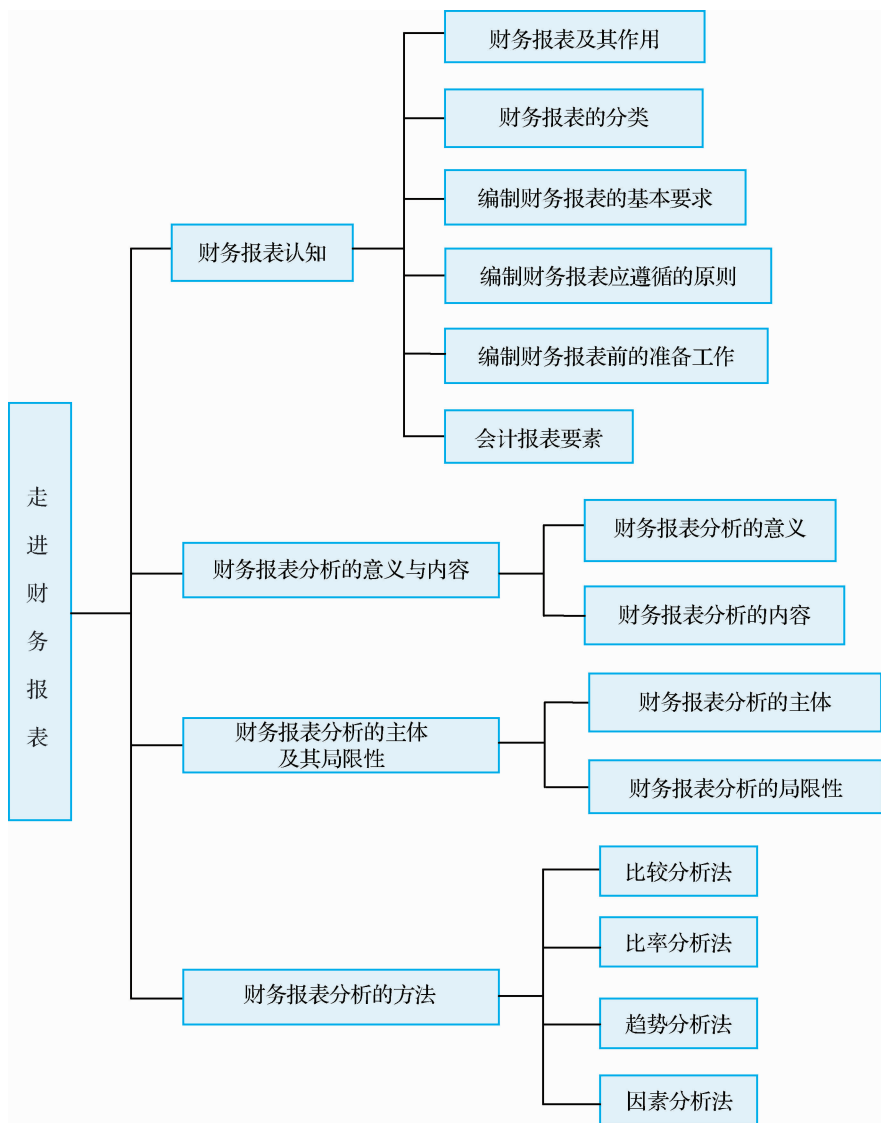 走
进
财
务
报
表
财务报表认知
财务报表及其作用
财务报表的分类
编制财务报表的基本要求
编制财务报表应遵循的原则
编制财务报表前的准备工作
会计报表要素
财务报表分析的意义与内容
财务报表分析的意义
财务报表分析的内容
财务报表分析的主体
及其局限性
财务报表分析的主体
财务报表分析的局限性
财务报表分析的方法
比较分析法
比率分析法
趋势分析法
因素分析法